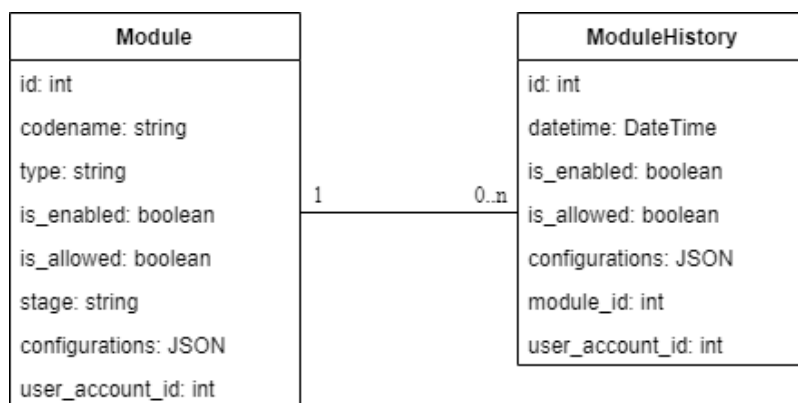 Module
id: int
codename: string
type: string
is_enabled: boolean
is_allowed: boolean
stage: string
configurations: JSON
user_account_id: int
1
0..n
ModuleHistory
id: int
datetime: DateTime
is_enabled: boolean
is_allowed: boolean
configurations: JSON
module_id: int
user_account_id: int